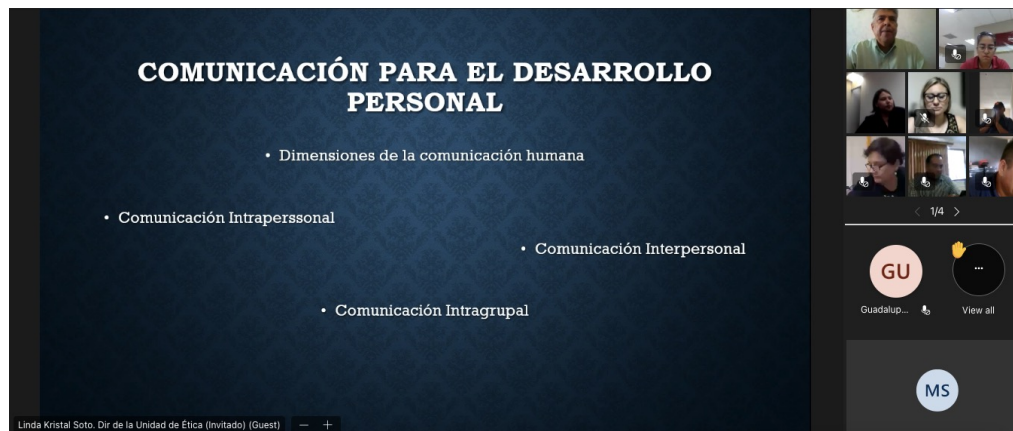 COMUNICACIÓN PARA EL DESARROLLO
PERSONAL
• Dimensiones de la comunicación humana
• Comunicación Intraperssonal
• Comunicación Interpersonal
• Comunicación Intragrupal
1/4
GU
...
Guadalup...
View all
MS
Linda Kristal Soto. Dir de la Unidad de Ética (Invitado) (Guest)